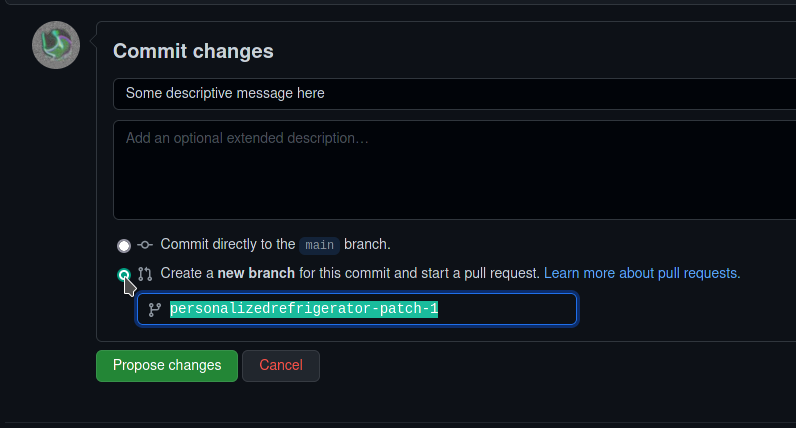 Commit changes
Some descriptive message here
Add an optional extended description…
Commit directly to the main branch.
Create a new branch for this commit and start a pull request. Learn more about pull requests.
personalizedrefrigerator-patch-1
Propose changes Cancel